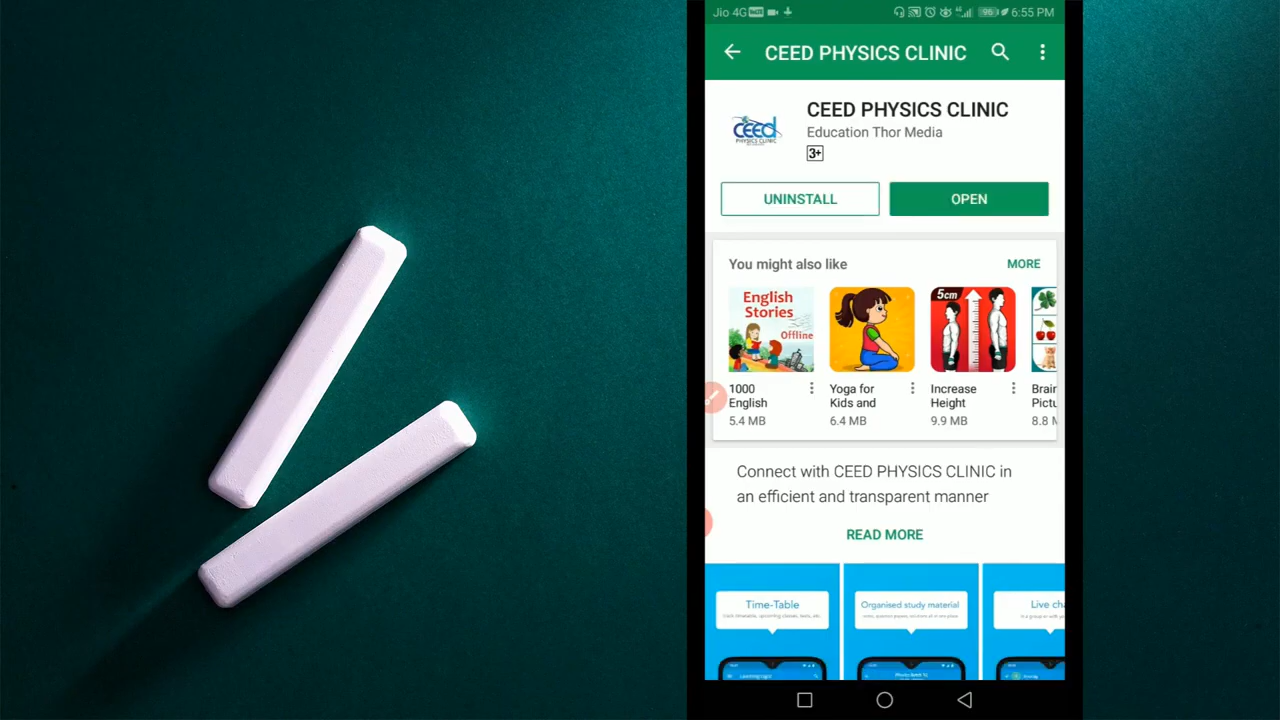 Jio 4G
96
6:55 PM
CEED PHYSICS CLINIC
ceed
PHYSICS CLINIC
CEED PHYSICS CLINIC
Education Thor Media
3+
UNINSTALL
OPEN
You might also like
MORE
English
Stories
Offline
5cm
1000
English
5.4 MB
Yoga for
Kids and
6.4 MB
Increase
Height
9.9 MB
Brain
Pictu
8.8 M
Connect with CEED PHYSICS CLINIC in
an efficient and transparent manner
READ MORE
Time-Table
Organised study material
Live cha